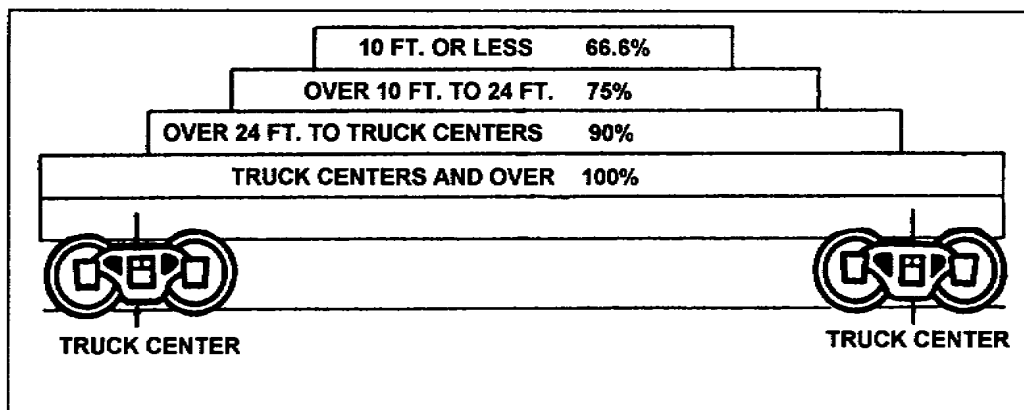 10 FT. OR LESS 66.6%
OVER 10 FT. TO 24 FT. 75%
OVER 24 FT. TO TRUCK CENTERS 90%
TRUCK CENTERS AND OVER 100%
TRUCK CENTER
TRUCK CENTER